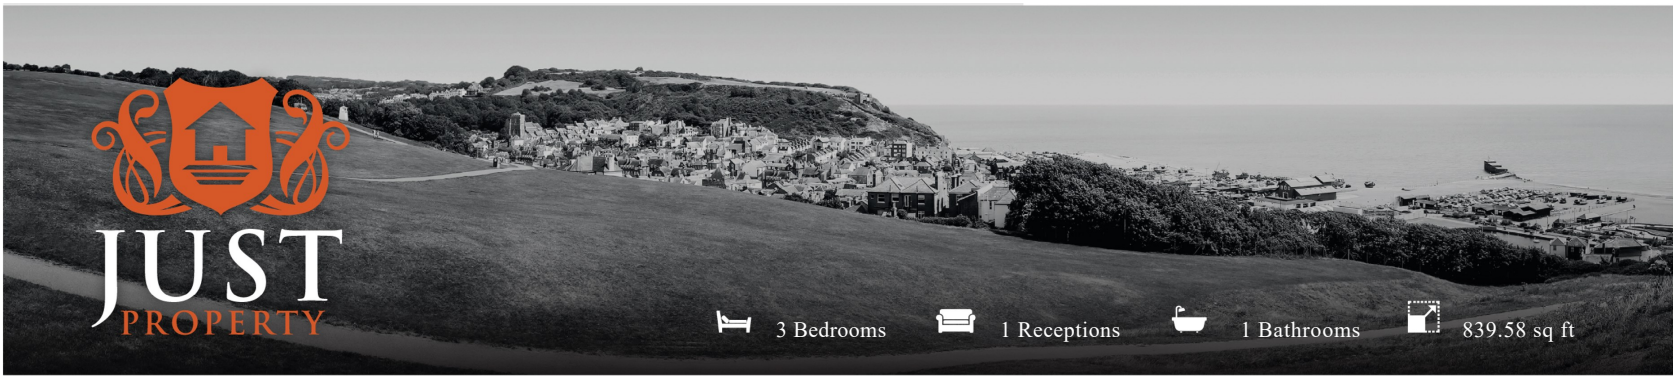 JUST
PROPERTY
3 Bedrooms 1 Receptions 1 Bathrooms 839.58 sq ft